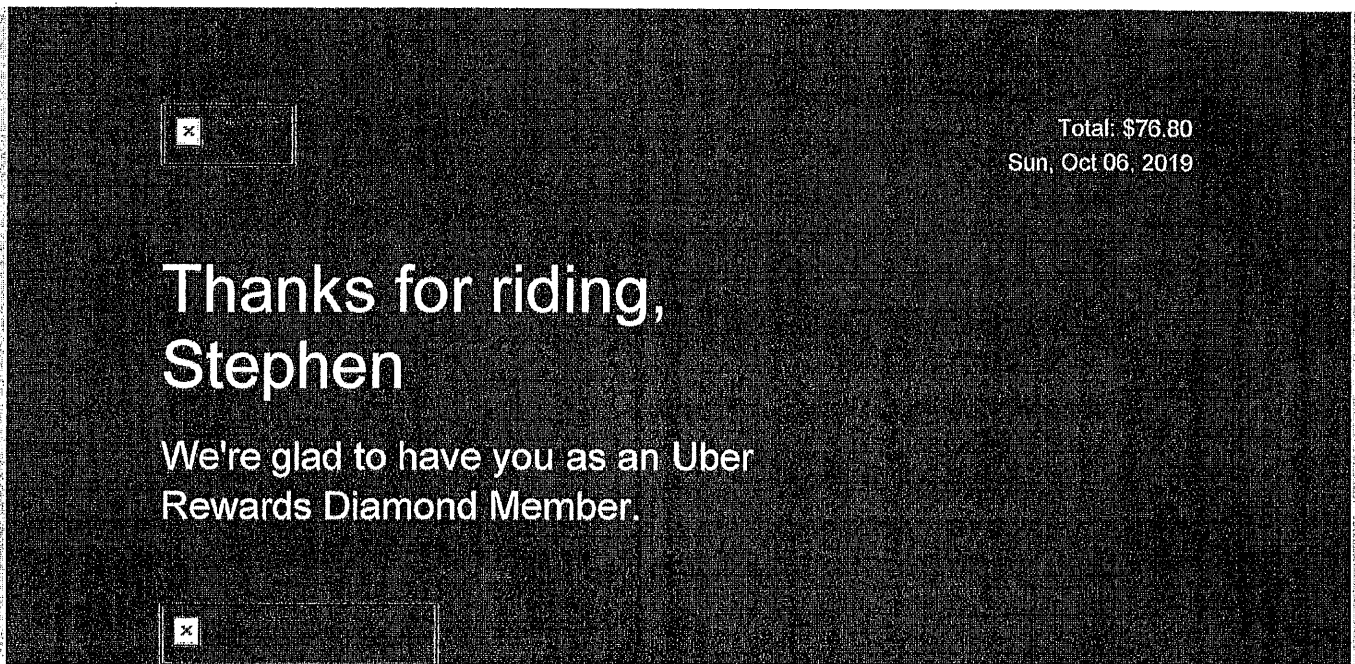 Total: $76.80
Sun, Oct 06, 2019
Thanks for riding,
Stephen
We're glad to have you as an Uber
Rewards Diamond Member.